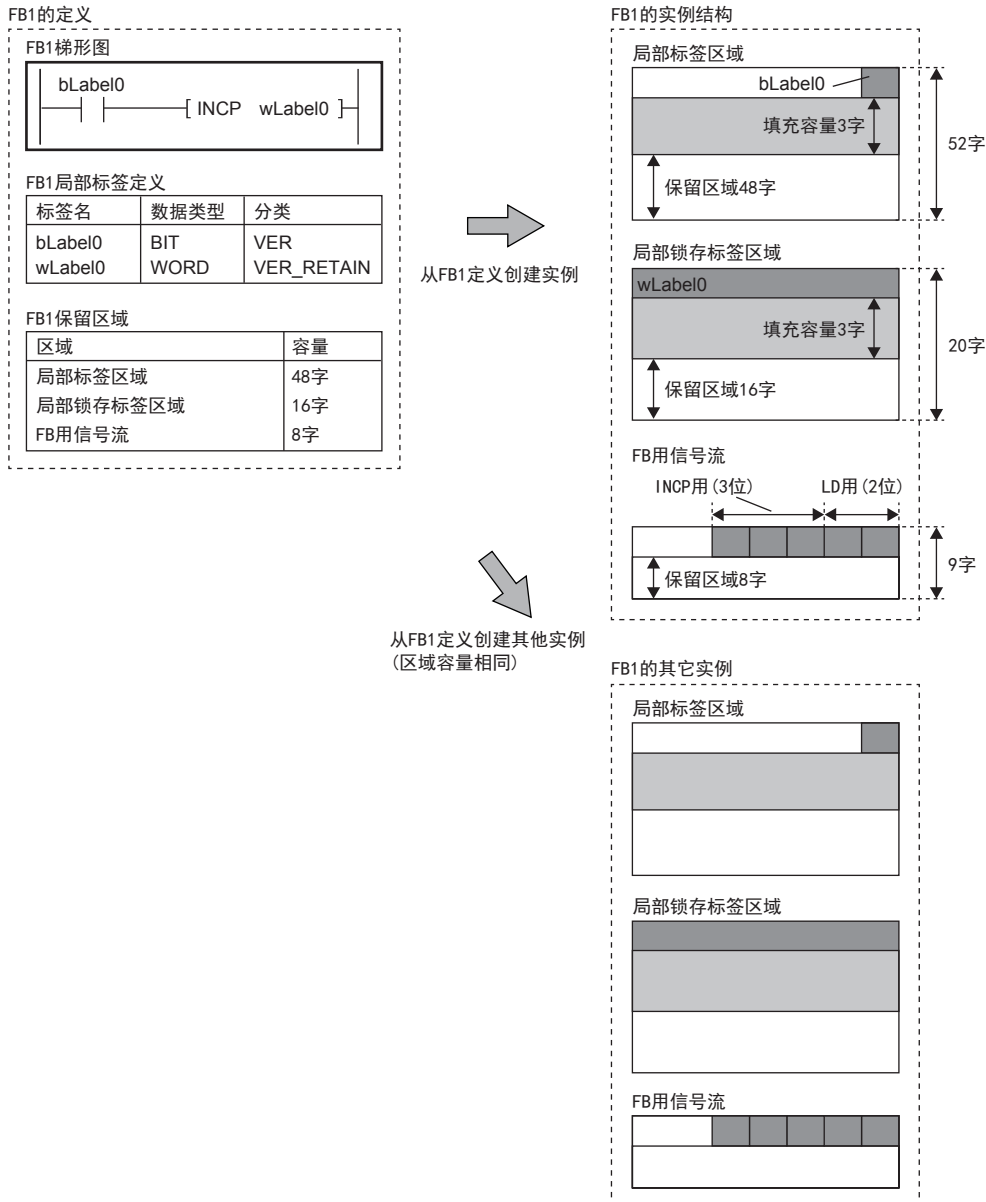 FB1的定义
FB1梯形图
bLabel0
INCP wLabel0
FB1局部标签定义
标签名 数据类型 分类
bLabel0 BIT VER
wLabel0 WORD VER_RETAIN
FB1保留区域
区域 容量
局部标签区域 48字
局部锁存标签区域 16字
FB用信号流 8字
从FB1定义创建实例
从FB1定义创建其他实例
(区域容量相同)
FB1的实例结构
局部标签区域
bLabel0
填充容量3字
保留区域48字
52字
局部锁存标签区域
wLabel0
填充容量3字
保留区域16字
20字
FB用信号流
INCP用(3位) LD用(2位)
保留区域8字
9字
FB1的其它实例
局部标签区域
局部锁存标签区域
FB用信号流